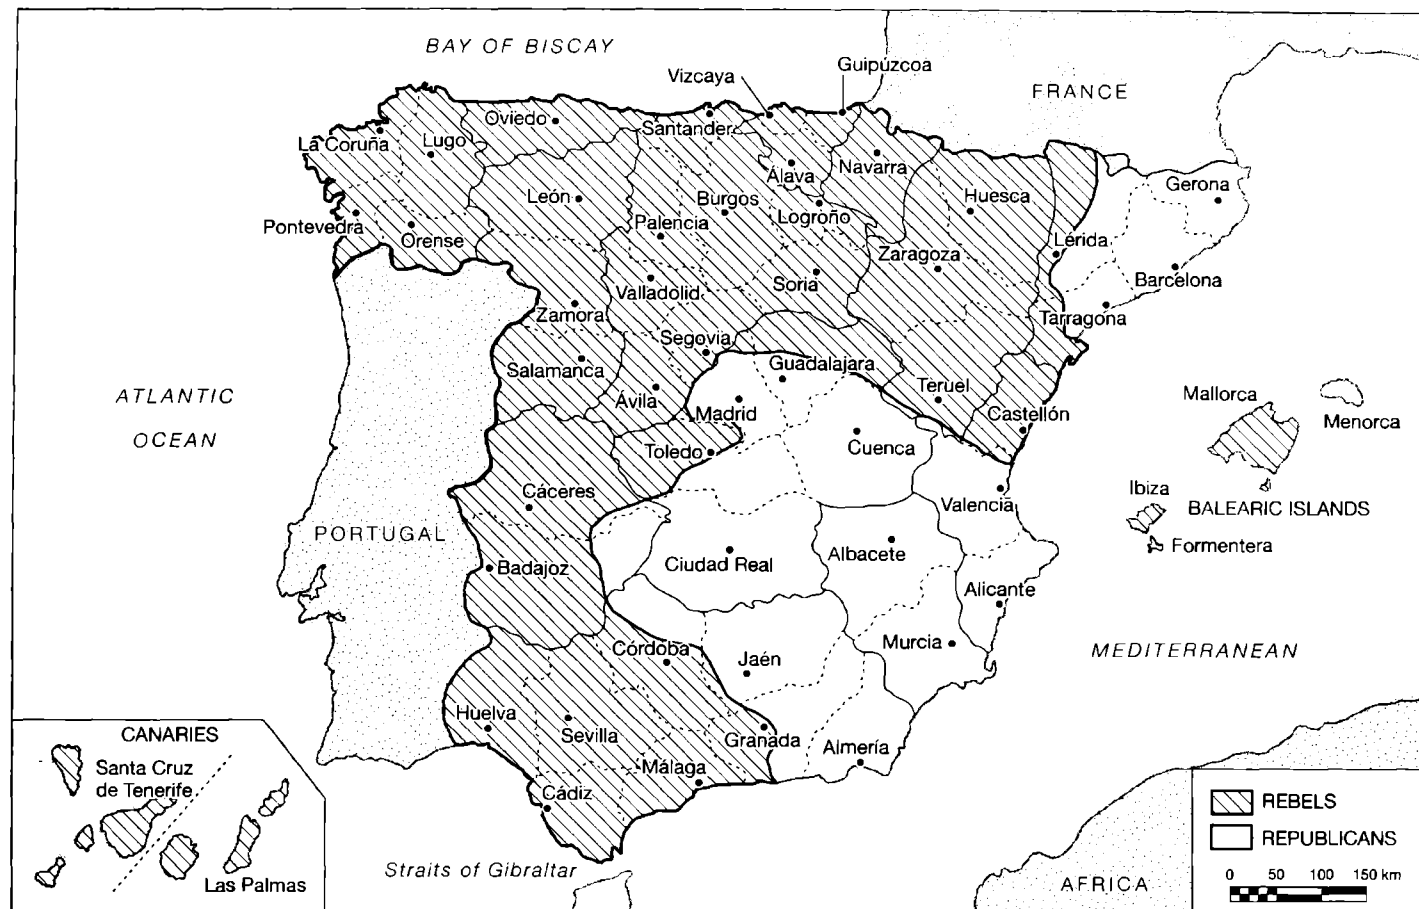 BAY OF BISCAY
Vizcaya
Guipúzcoa
FRANCE
La Coruña
Lugo
Oviedo
Santander
Álava
Navarra
Huesca
Gerona
León
Burgos
Logroño
Palencia
Pontevedra
Orense
Zaragoza
Lérida
Barcelona
Valladolid
Soria
Zamora
Tarragona
Segovia
Salamanca
Guadalajara
Ávila
Madrid
Teruel
Castellón
ATLANTIC
OCEAN
Mallorca
Menorca
Toledo
Cuenca
Cáceres
Valencia
Ibiza
BALEARIC ISLANDS
Formentera
PORTUGAL
Badajoz
Ciudad Real
Albacete
Alicante
Córdoba
Jaén
Murcia
MEDITERRANEAN
Huelva
Sevilla
Granada
Almería
Málaga
Cádiz
Straits of Gibraltar
CANARIES
Santa Cruz
de Tenerife
Las Palmas
AFRICA
REBELS
REPUBLICANS
0 50 100 150 km